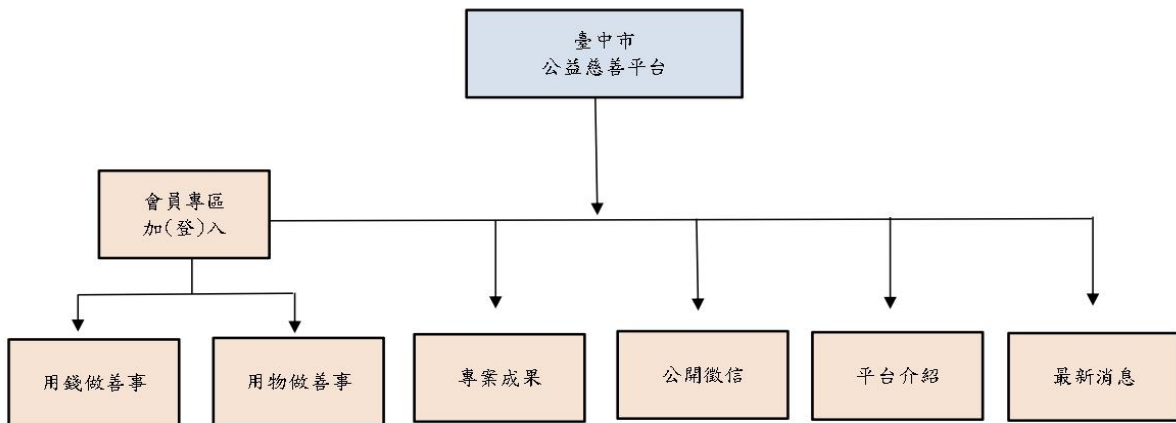 臺中市
公益慈善平台
會員專區
加(登)入
用錢做善事
用物做善事
專案成果
公開徵信
平台介紹
最新消息